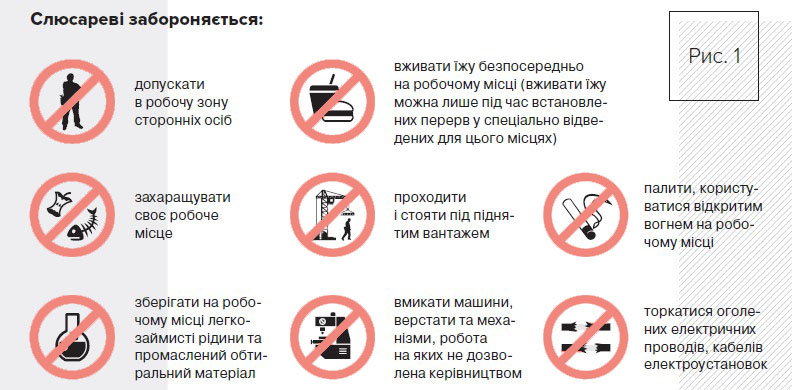 Слюсареві забороняється:
Рис. 1
допускати
в робочу зону
сторонніх осіб
вживати їжу безпосередньо
на робочому місці (вживати їжу
можна лише під час встановле-
них перерв у спеціально відве-
дених для цього місцях)
захаращувати
своє робоче
місце
проходити
і стояти під підня-
тим вантажем
палити, користу-
ватися відкритим
вогнем на робо-
чому місці
зберігати на робо-
чому місці легко-
займисті рідини та
промаслений обти-
ральний матеріал
вмикати машини,
верстати та меха-
нізми, робота
на яких не дозво-
лена керівництвом
торкатися оголе-
них електричних
проводів, кабелів
електроустановок